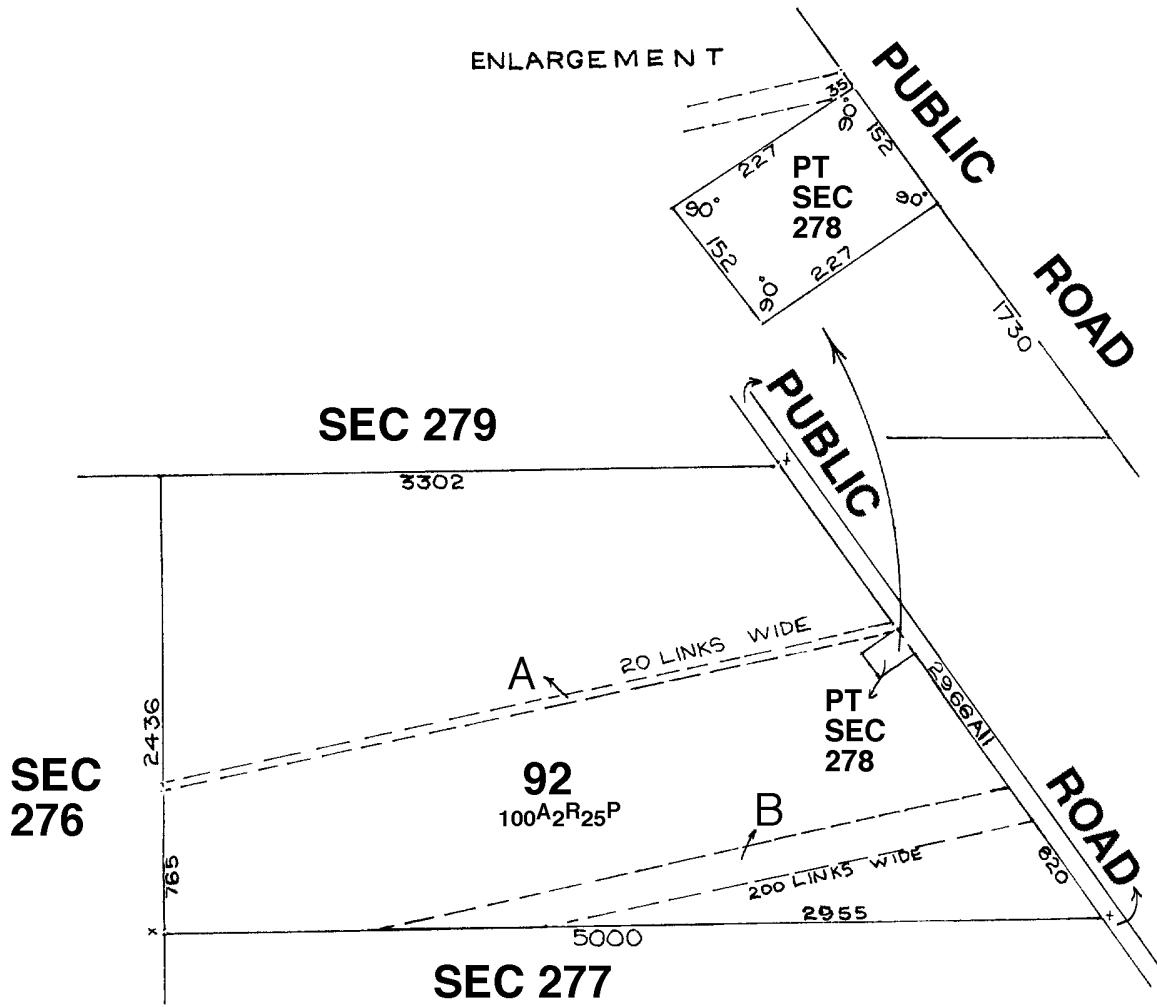 ENLARGEMENT
PUBLIC
ROAD
35
90°
152
227
PT
SEC
278
90°
90°
152
227
90°
1730
SEC 279
3302
PUBLIC
20 LINKS WIDE
A
2966All
PT
SEC
278
2436
SEC
276
92
100A2R25P
B
ROAD
765
200 LINKS WIDE
820
2955
5000
SEC 277